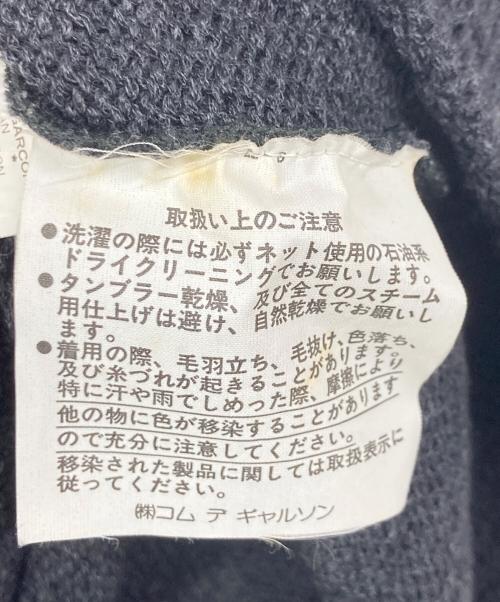 GARCO
取扱い上のご注意
●洗濯の際には必ずネット使用の石油系
ドライクリーニングでお願いします。
●タンブラー乾燥、及び全てのスチーム
用仕上げは避け、自然乾燥でお願いし
ます。
●着用の際、毛羽立ち、毛抜け、色落ち、
及び糸づれが起きることがあります。
特に汗や雨でしめった際、摩擦により
他の物に色が移染することがあります
ので充分に注意してください。
移染された製品に関しては取扱表示に
従ってください。
㈱コム デ ギャルソン